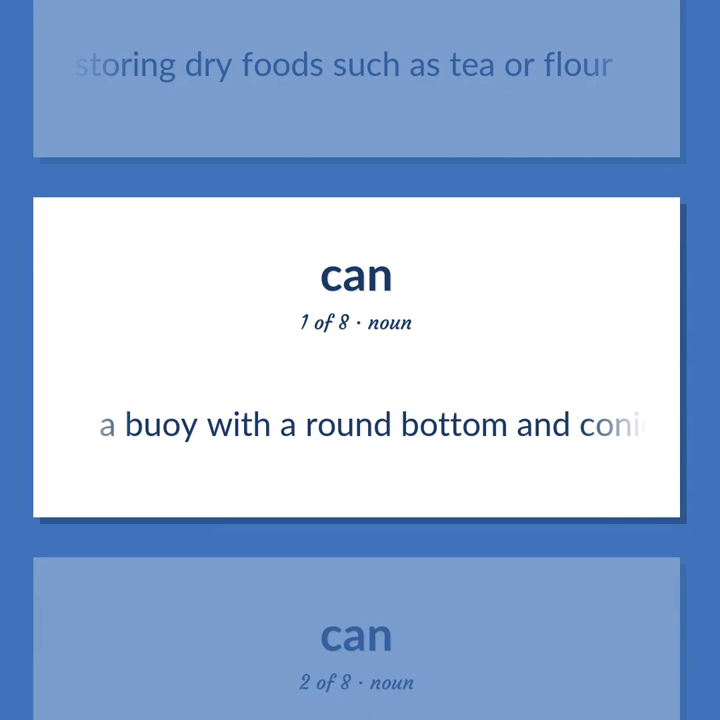 storing dry foods such as tea or flour
can
1 of 8 · noun
a buoy with a round bottom and
can
2 of 8 · noun